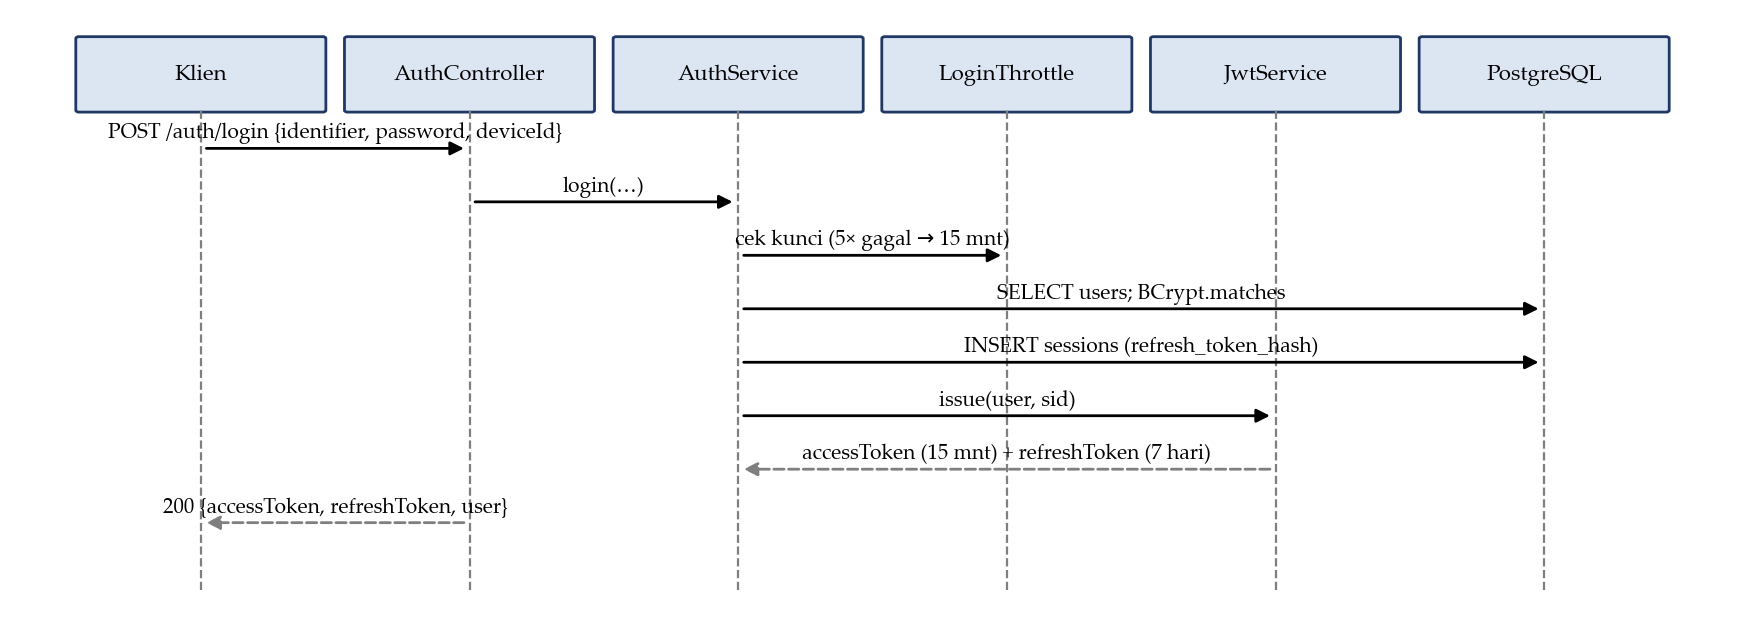 Klien
AuthController
AuthService
LoginThrottle
JwtService
PostgreSQL
POST /auth/login {identifier, password, deviceId}
login(…)
cek kunci (5× gagal → 15 mnt)
SELECT users; BCrypt.matches
INSERT sessions (refresh_token_hash)
issue(user, sid)
accessToken (15 mnt) + refreshToken (7 hari)
200 {accessToken, refreshToken, user}